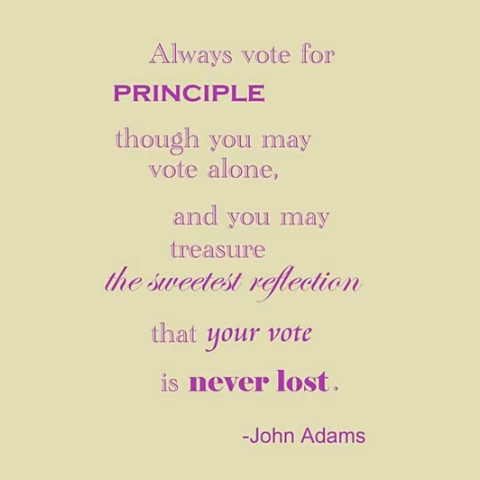 Always vote for
PRINCIPLE
though you may
vote alone,
and you may
treasure
the sweetest reflection
that your vote
is never lost.
-John Adams